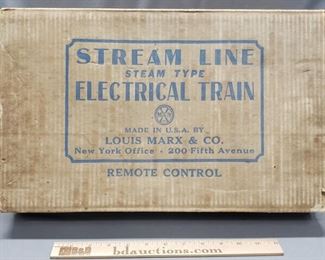 STREAM LINE
STEAM TYPE
ELECTRICAL TRAIN
MADE IN U.S.A. BY
LOUIS MARX & CO.
New York Office - 200 Fifth Avenue
REMOTE CONTROL
bdauctions.com